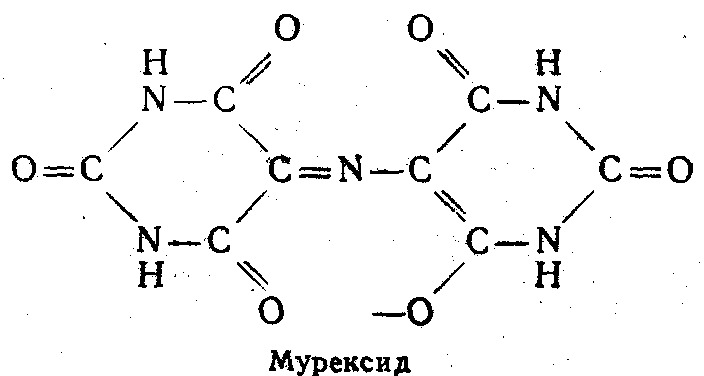 O O
H H
N—C C—N
O=C C=N—C C=O
N—C C—N
H H
O —O
Мурексид